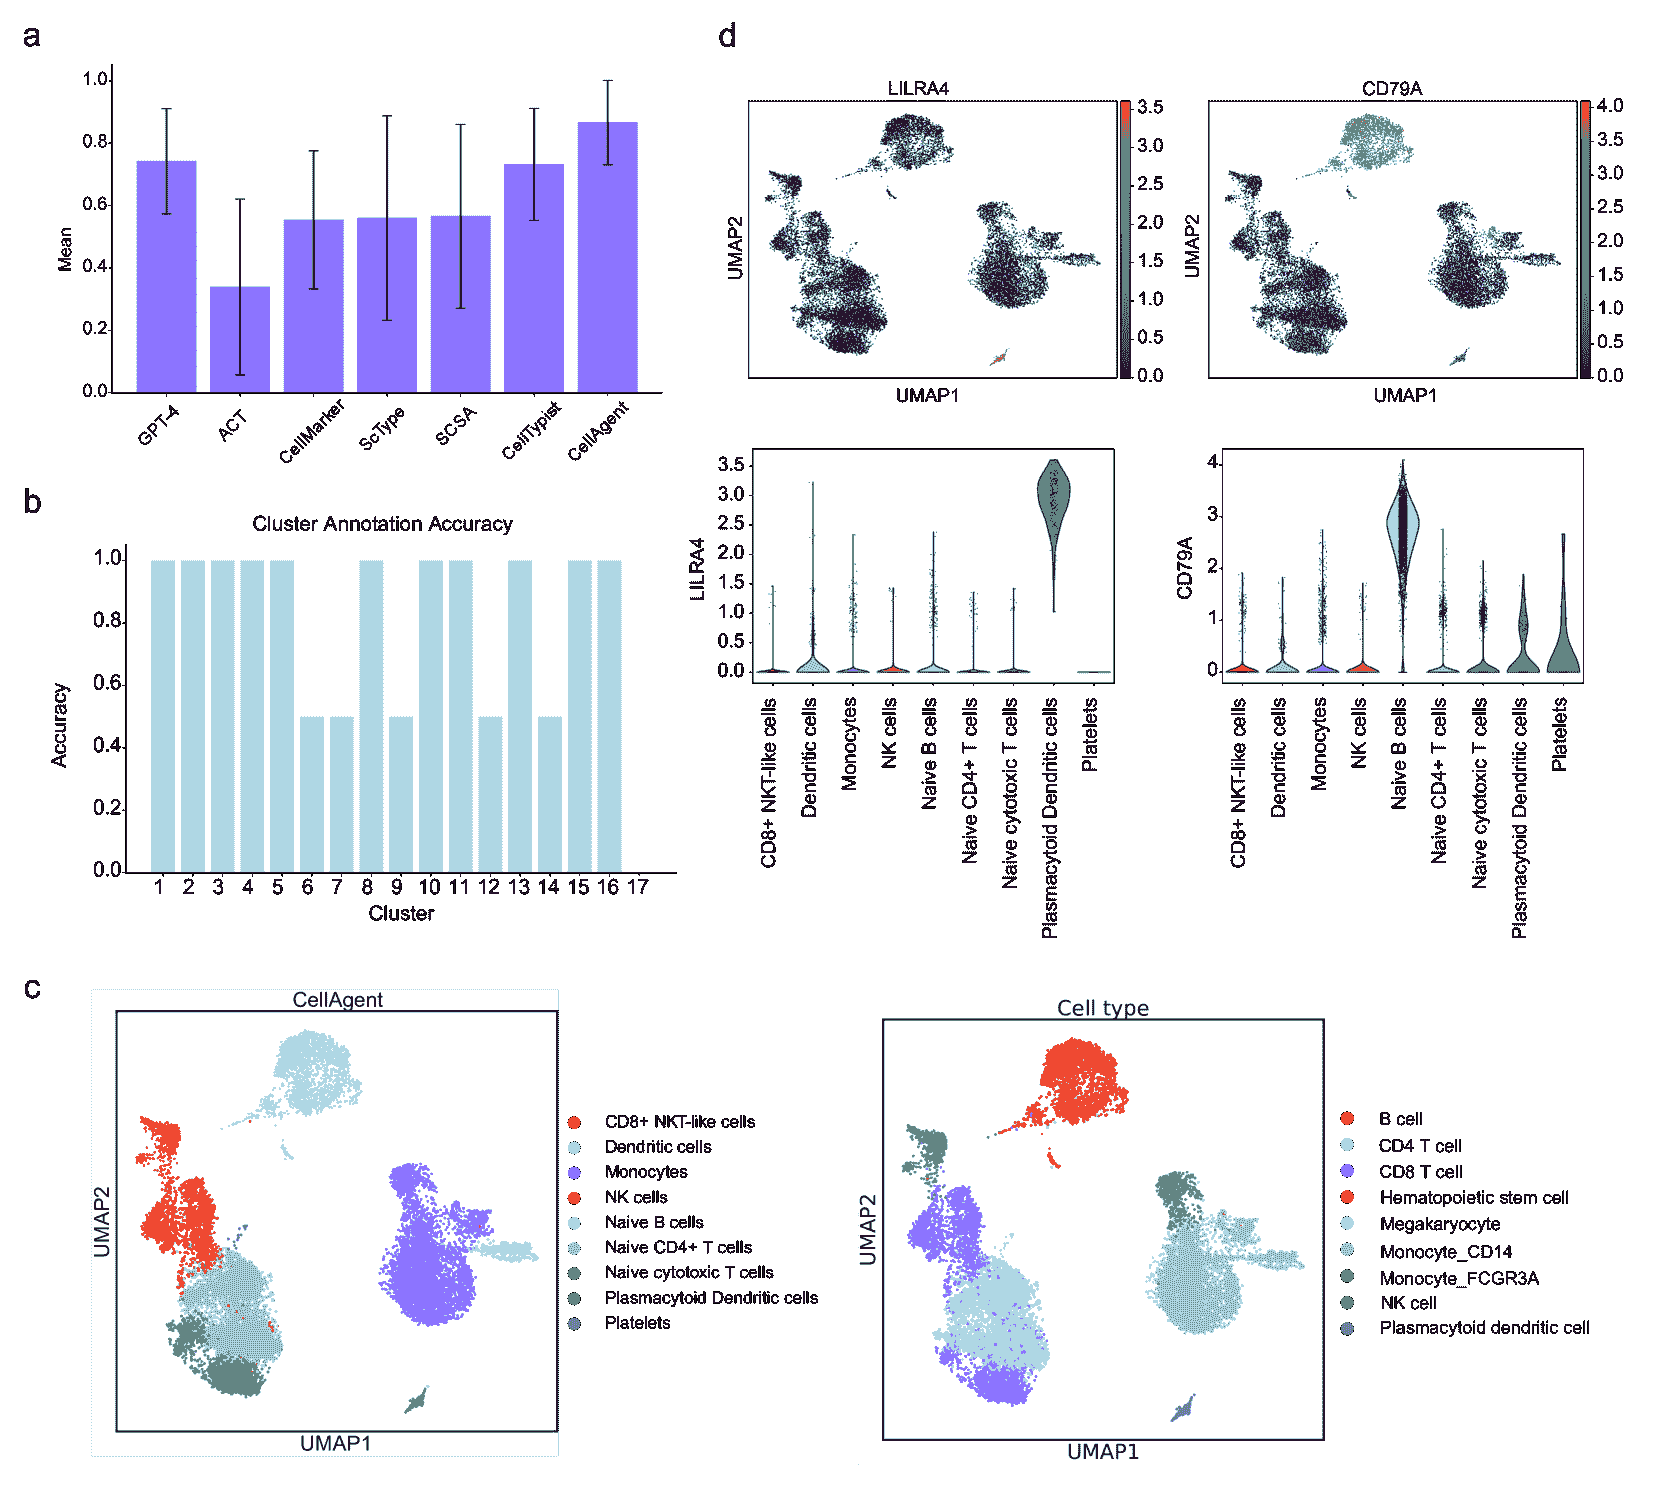 a
1.0
0.8
0.6
0.4
0.2
0.0
Mean
GPT-4
ACT
CellMarker
ScType
SCSA
CellTypist
CellAgent
b
Cluster Annotation Accuracy
1.0
0.8
0.6
0.4
0.2
0.0
Accuracy
1 2 3 4 5 6 7 8 9 10 11 12 13 14 15 16 17
Cluster
d
LILRA4
3.5
3.0
2.5
2.0
1.5
1.0
0.5
0.0
UMAP2
UMAP1
CD79A
4.0
3.5
3.0
2.5
2.0
1.5
1.0
0.5
0.0
UMAP2
UMAP1
3.5
3.0
2.5
2.0
1.5
1.0
0.5
0.0
LILRA4
CD8+ NKT-like cells
Dendritic cells
Monocytes
NK cells
Naive B cells
Naive CD4+ T cells
Naive cytotoxic T cells
Plasmacytoid Dendritic cells
Platelets
4
3
2
1
0
CD79A
CD8+ NKT-like cells
Dendritic cells
Monocytes
NK cells
Naive B cells
Naive CD4+ T cells
Naive cytotoxic T cells
Plasmacytoid Dendritic cells
Platelets
c
CellAgent
UMAP2
UMAP1
CD8+ NKT-like cells
Dendritic cells
Monocytes
NK cells
Naive B cells
Naive CD4+ T cells
Naive cytotoxic T cells
Plasmacytoid Dendritic cells
Platelets
Cell type
UMAP2
UMAP1
B cell
CD4 T cell
CD8 T cell
Hematopoietic stem cell
Megakaryocyte
Monocyte_CD14
Monocyte_FCGR3A
NK cell
Plasmacytoid dendritic cell